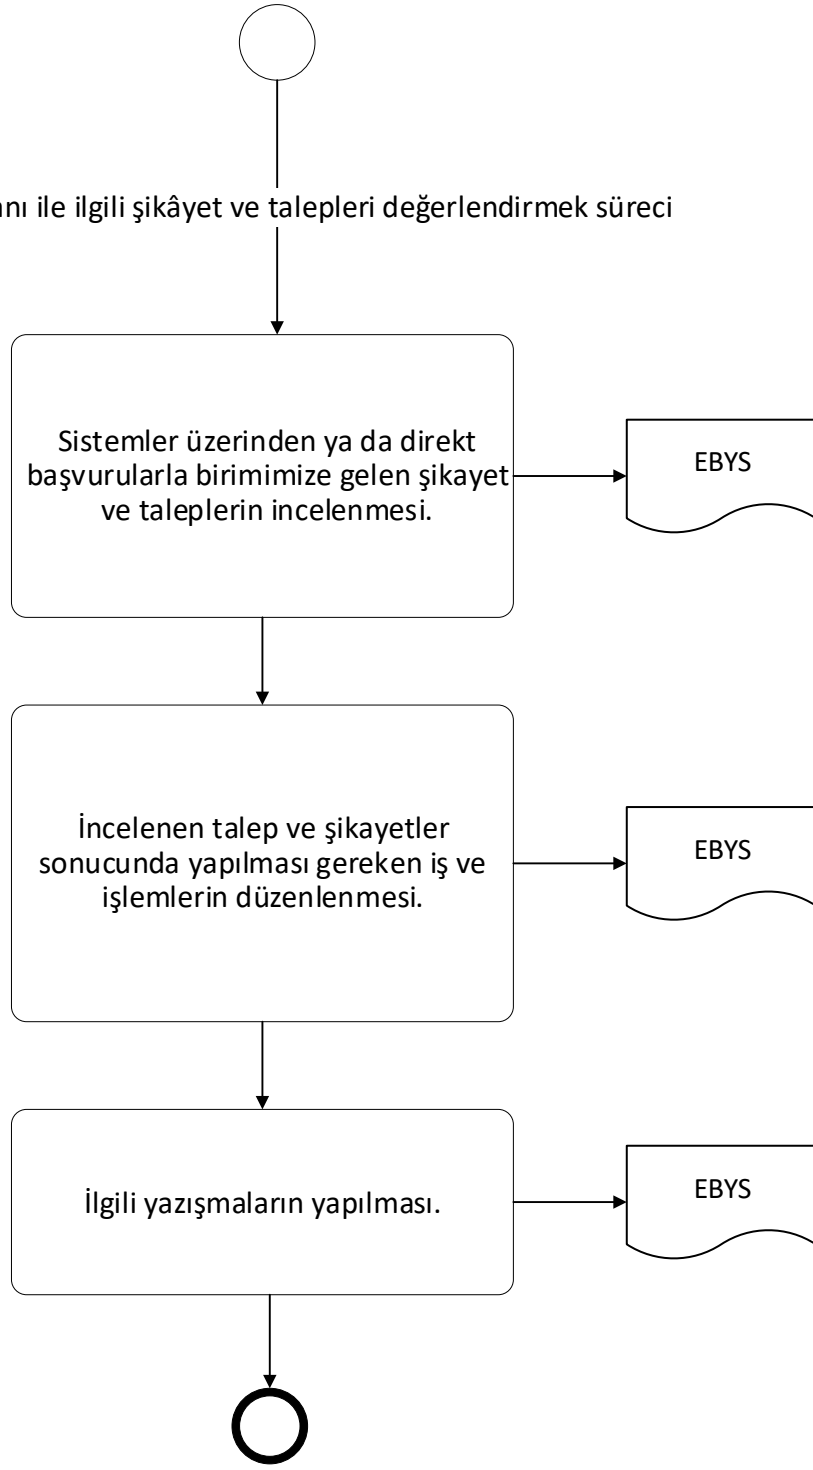 ile ilgili şikâyet ve talepleri değerlendirmek süreci
Sistemler üzerinden ya da direkt
başvurularla birimimize gelen şikayet
ve taleplerin incelenmesi.
EBYS
İncelenen talep ve şikayetler
sonucunda yapılması gereken iş ve
işlemlerin düzenlenmesi.
EBYS
İlgili yazışmaların yapılması.
EBYS